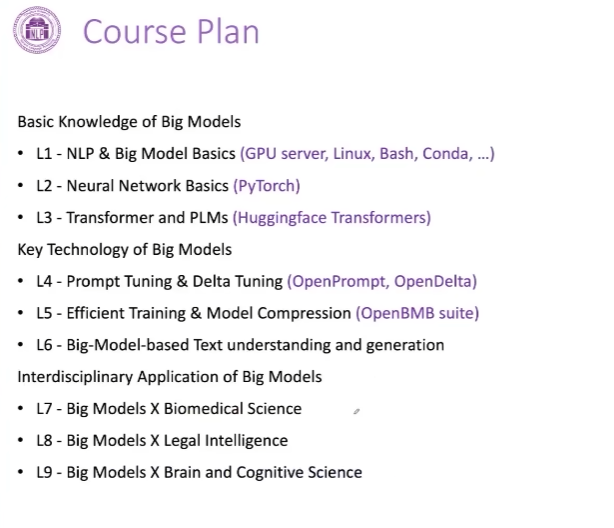 NLP
Course Plan
Basic Knowledge of Big Models
• L1 - NLP & Big Model Basics (GPU server, Linux, Bash, Conda, ...)
• L2 - Neural Network Basics (PyTorch)
• L3 - Transformer and PLMs (Huggingface Transformers)
Key Technology of Big Models
• L4 - Prompt Tuning & Delta Tuning (OpenPrompt, OpenDelta)
• L5 - Efficient Training & Model Compression (OpenBMB suite)
• L6 - Big-Model-based Text understanding and generation
Interdisciplinary Application of Big Models
• L7 - Big Models X Biomedical Science
• L8 - Big Models X Legal Intelligence
• L9 - Big Models X Brain and Cognitive Science